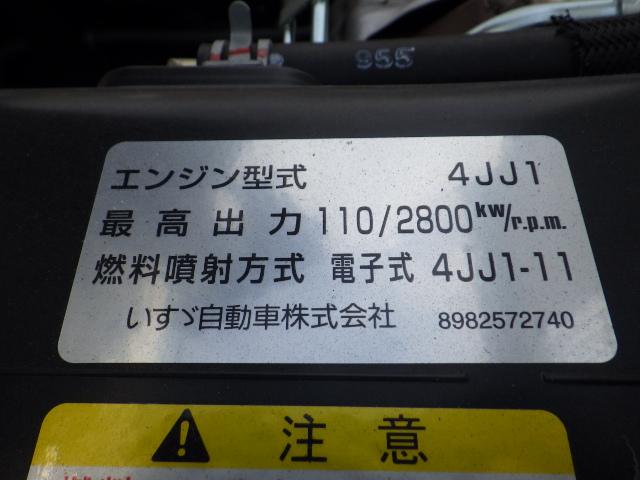 955
エンジン型式 4JJ1
最高出力 110/2800 kw/r.p.m.
燃料噴射方式 電子式 4JJ1-11
いすゞ自動車株式会社 8982572740
注意